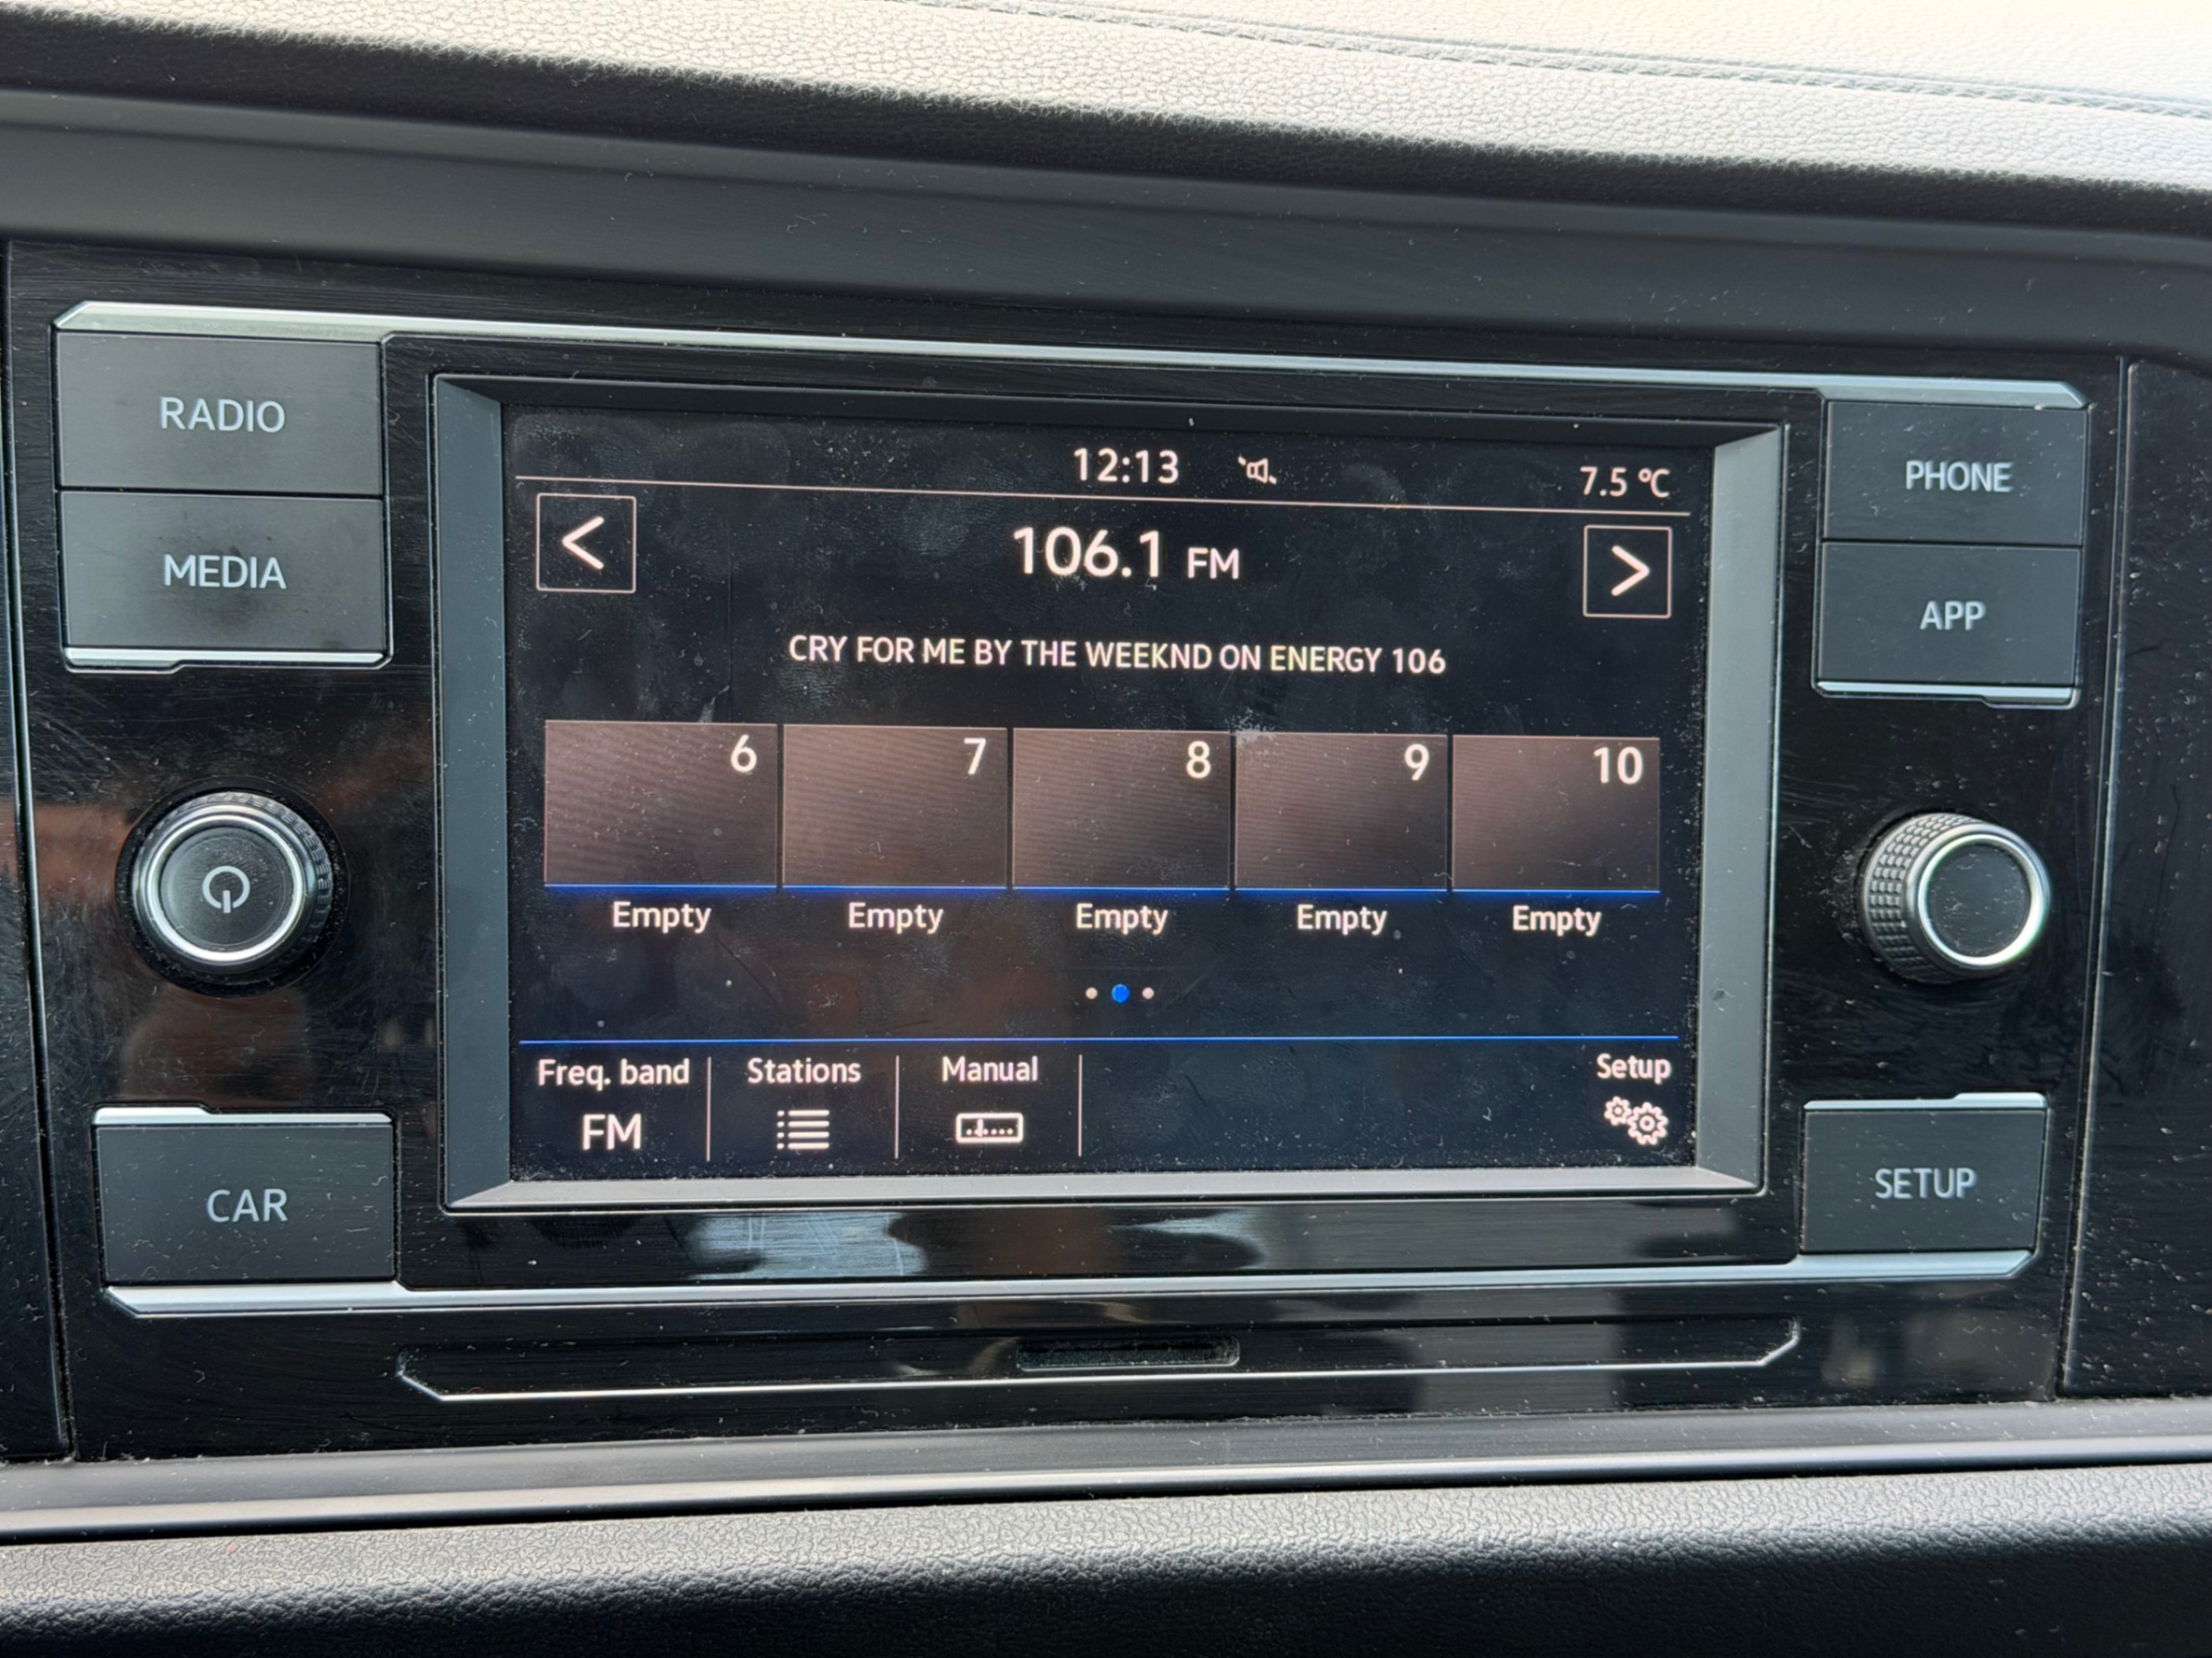 RADIO
MEDIA
CAR
12:13
7.5 °C
<
106.1 FM
>
CRY FOR ME BY THE WEEKND ON ENERGY 106
6 7 8 9 10
Empty Empty Empty Empty Empty
Freq. band Stations Manual Setup
FM
PHONE
APP
SETUP